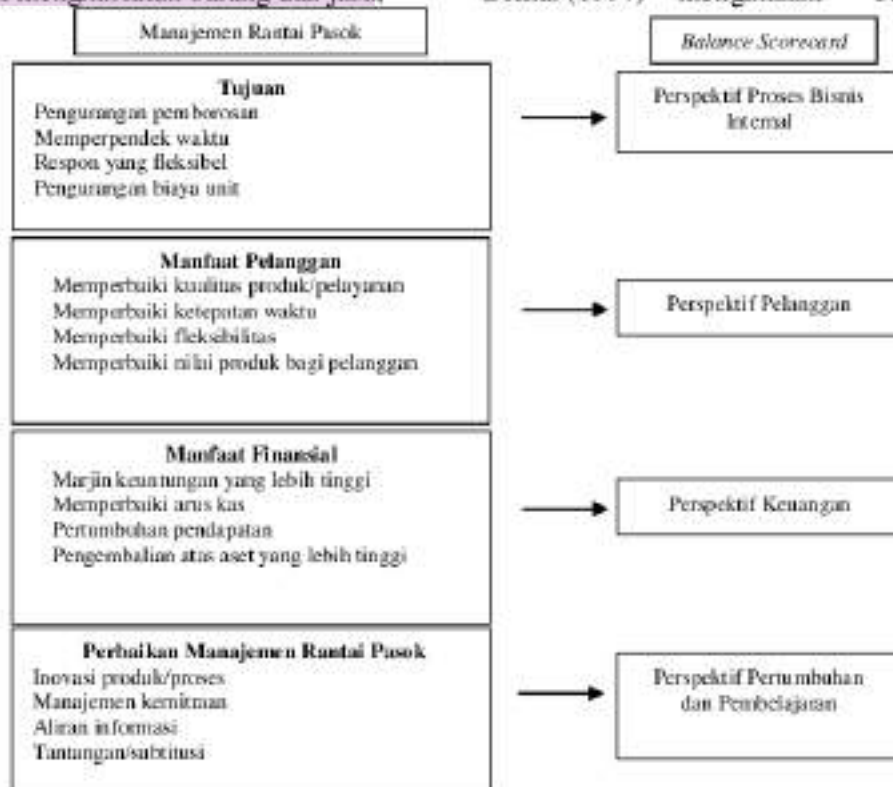 Manajemen Rantai Pasok
Balance Scorecard
Tujuan
Pengurangan pemborosan
Memperpendek waktu
Respon yang fleksibel
Pengurangan biaya unit
Perspektif Proses Bisnis
Internal
Manfaat Pelanggan
Memperbaiki kualitas produk/pelayanan
Memperbaiki ketepatan waktu
Memperbaiki fleksibilitas
Memperbaiki nilai produk bagi pelanggan
Perspektif Pelanggan
Manfaat Finansial
Marjin keuntungan yang lebih tinggi
Memperbaiki arus kas
Pertumbuhan pendapatan
Pengembalian atas aset yang lebih tinggi
Perspektif Keuangan
Perbaikan Manajemen Rantai Pasok
Inovasi produk/proses
Manajemen kemitraan
Aliran informasi
Tantangan/subtitusi
Perspektif Pertumbuhan
dan Pembelajaran